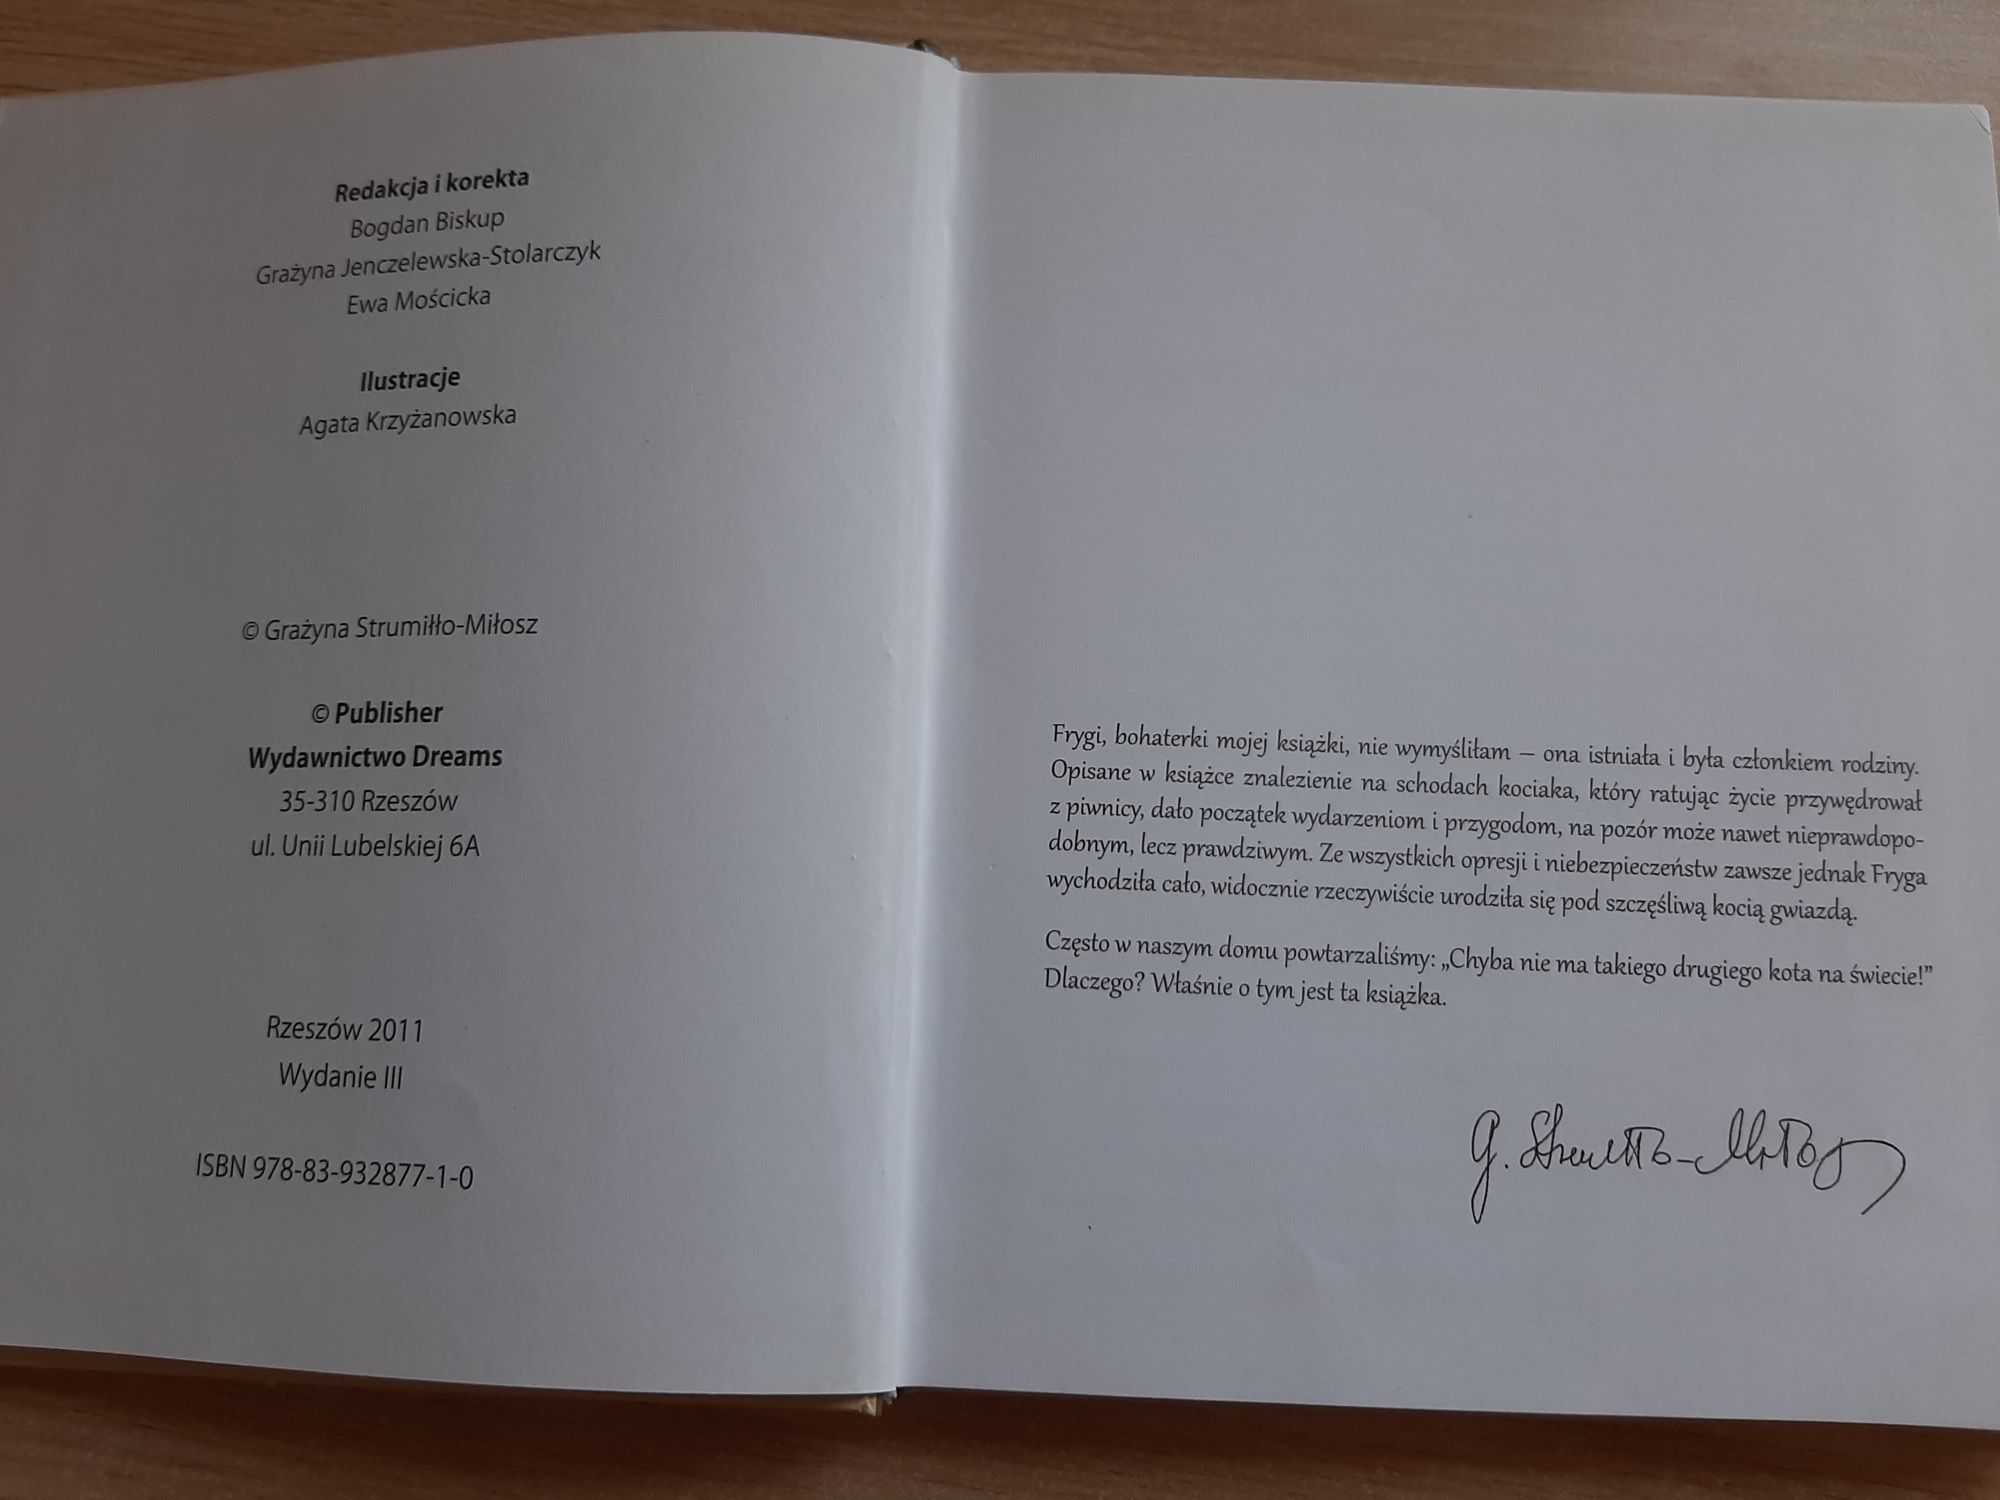 Redakcja i korekta
Bogdan Biskup
Grażyna Jenczelewska-Stolarczyk
Ewa Mościcka
Ilustracje
Agata Krzyżanowska
© Grażyna Strumiłło-Miłosz
© Publisher
Wydawnictwo Dreams
35-310 Rzeszów
ul. Unii Lubelskiej 6A
Rzeszów 2011
Wydanie III
ISBN 978-83-932877-1-0
Frygi, bohaterki mojej książki, nie wymyśliłam – ona istniała i była członkiem rodziny.
Opisane w książce znalezienie na schodach kociaka, który ratując życie przywędrował
z piwnicy, dało początek wydarzeniom i przygodom, na pozór może nawet nieprawdopo-
dobnym, lecz prawdziwym. Ze wszystkich opresji i niebezpieczeństw zawsze jednak Fryga
wychodziła cało, widocznie rzeczywiście urodziła się pod szczęśliwą kocią gwiazdą.
Często w naszym domu powtarzaliśmy: „Chyba nie ma takiego drugiego kota na świecie!”
Dlaczego? Właśnie o tym jest ta książka.
G. Strumiłło-Miłosz